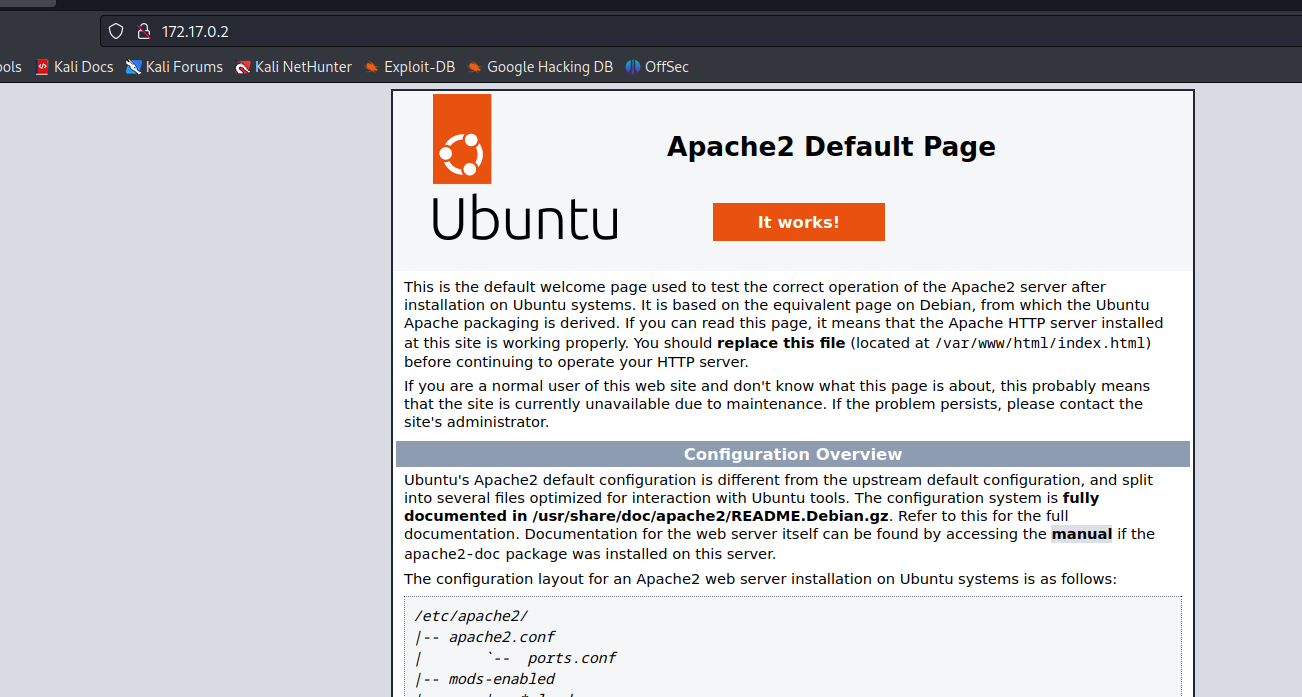 172.17.0.2
ools Kali Docs Kali Forums Kali NetHunter Exploit-DB Google Hacking DB OffSec
Apache2 Default Page
Ubuntu
It works!
This is the default welcome page used to test the correct operation of the Apache2 server after
installation on Ubuntu systems. It is based on the equivalent page on Debian, from which the Ubuntu
Apache packaging is derived. If you can read this page, it means that the Apache HTTP server installed
at this site is working properly. You should replace this file (located at /var/www/html/index.html)
before continuing to operate your HTTP server.
If you are a normal user of this web site and don't know what this page is about, this probably means
that the site is currently unavailable due to maintenance. If the problem persists, please contact the
site's administrator.
Configuration Overview
Ubuntu's Apache2 default configuration is different from the upstream default configuration, and split
into several files optimized for interaction with Ubuntu tools. The configuration system is fully
documented in /usr/share/doc/apache2/README.Debian.gz. Refer to this for the full
documentation. Documentation for the web server itself can be found by accessing the manual if the
apache2-doc package was installed on this server.
The configuration layout for an Apache2 web server installation on Ubuntu systems is as follows:
/etc/apache2/
|-- apache2.conf
|       `--  ports.conf
|-- mods-enabled